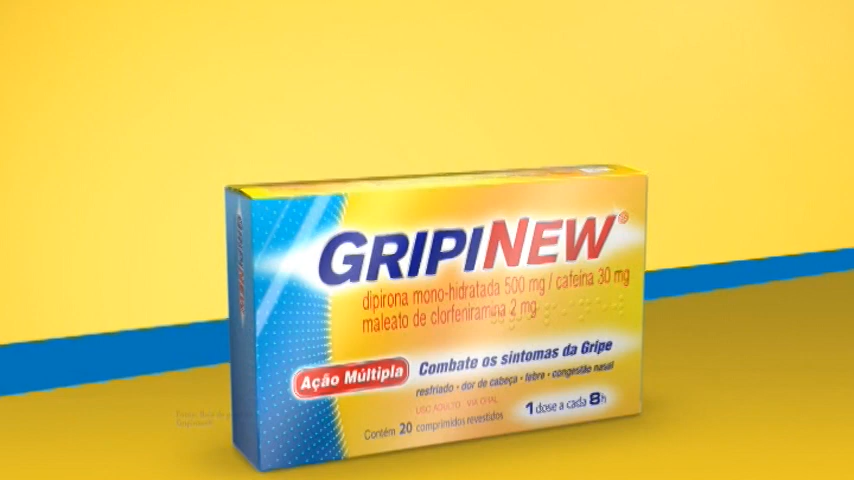 GRIPINEW
dipirona mono-hidratada 500 mg / cafeína 30 mg
maleato de clorfeniramina 2 mg
Ação Múltipla
Combate os sintomas da Gripe
resfriado • dor de cabeça • febre • congestão nasal
USO ADULTO - VIA ORAL
1 dose a cada 8h
Contém 20 comprimidos revestidos
GRIPINEW